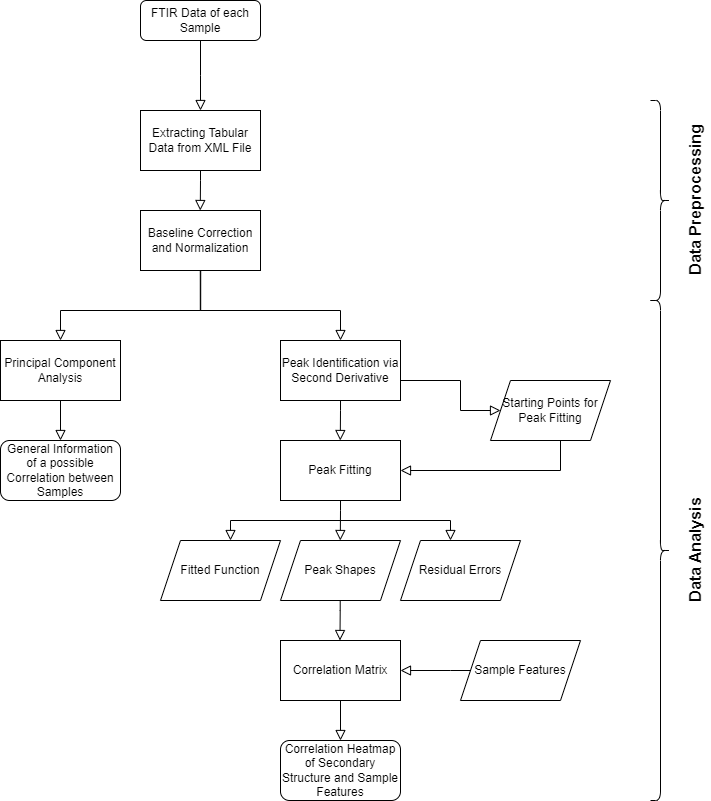 FTIR Data of each
Sample
Extracting Tabular
Data from XML File
Baseline Correction
and Normalization
Data Preprocessing
Principal Component
Analysis
Peak Identification via
Second Derivative
Starting Points for
Peak Fitting
General Information
of a possible
Correlation between
Samples
Peak Fitting
Fitted Function
Peak Shapes
Residual Errors
Data Analysis
Correlation Matrix
Sample Features
Correlation Heatmap
of Secondary
Structure and Sample
Features